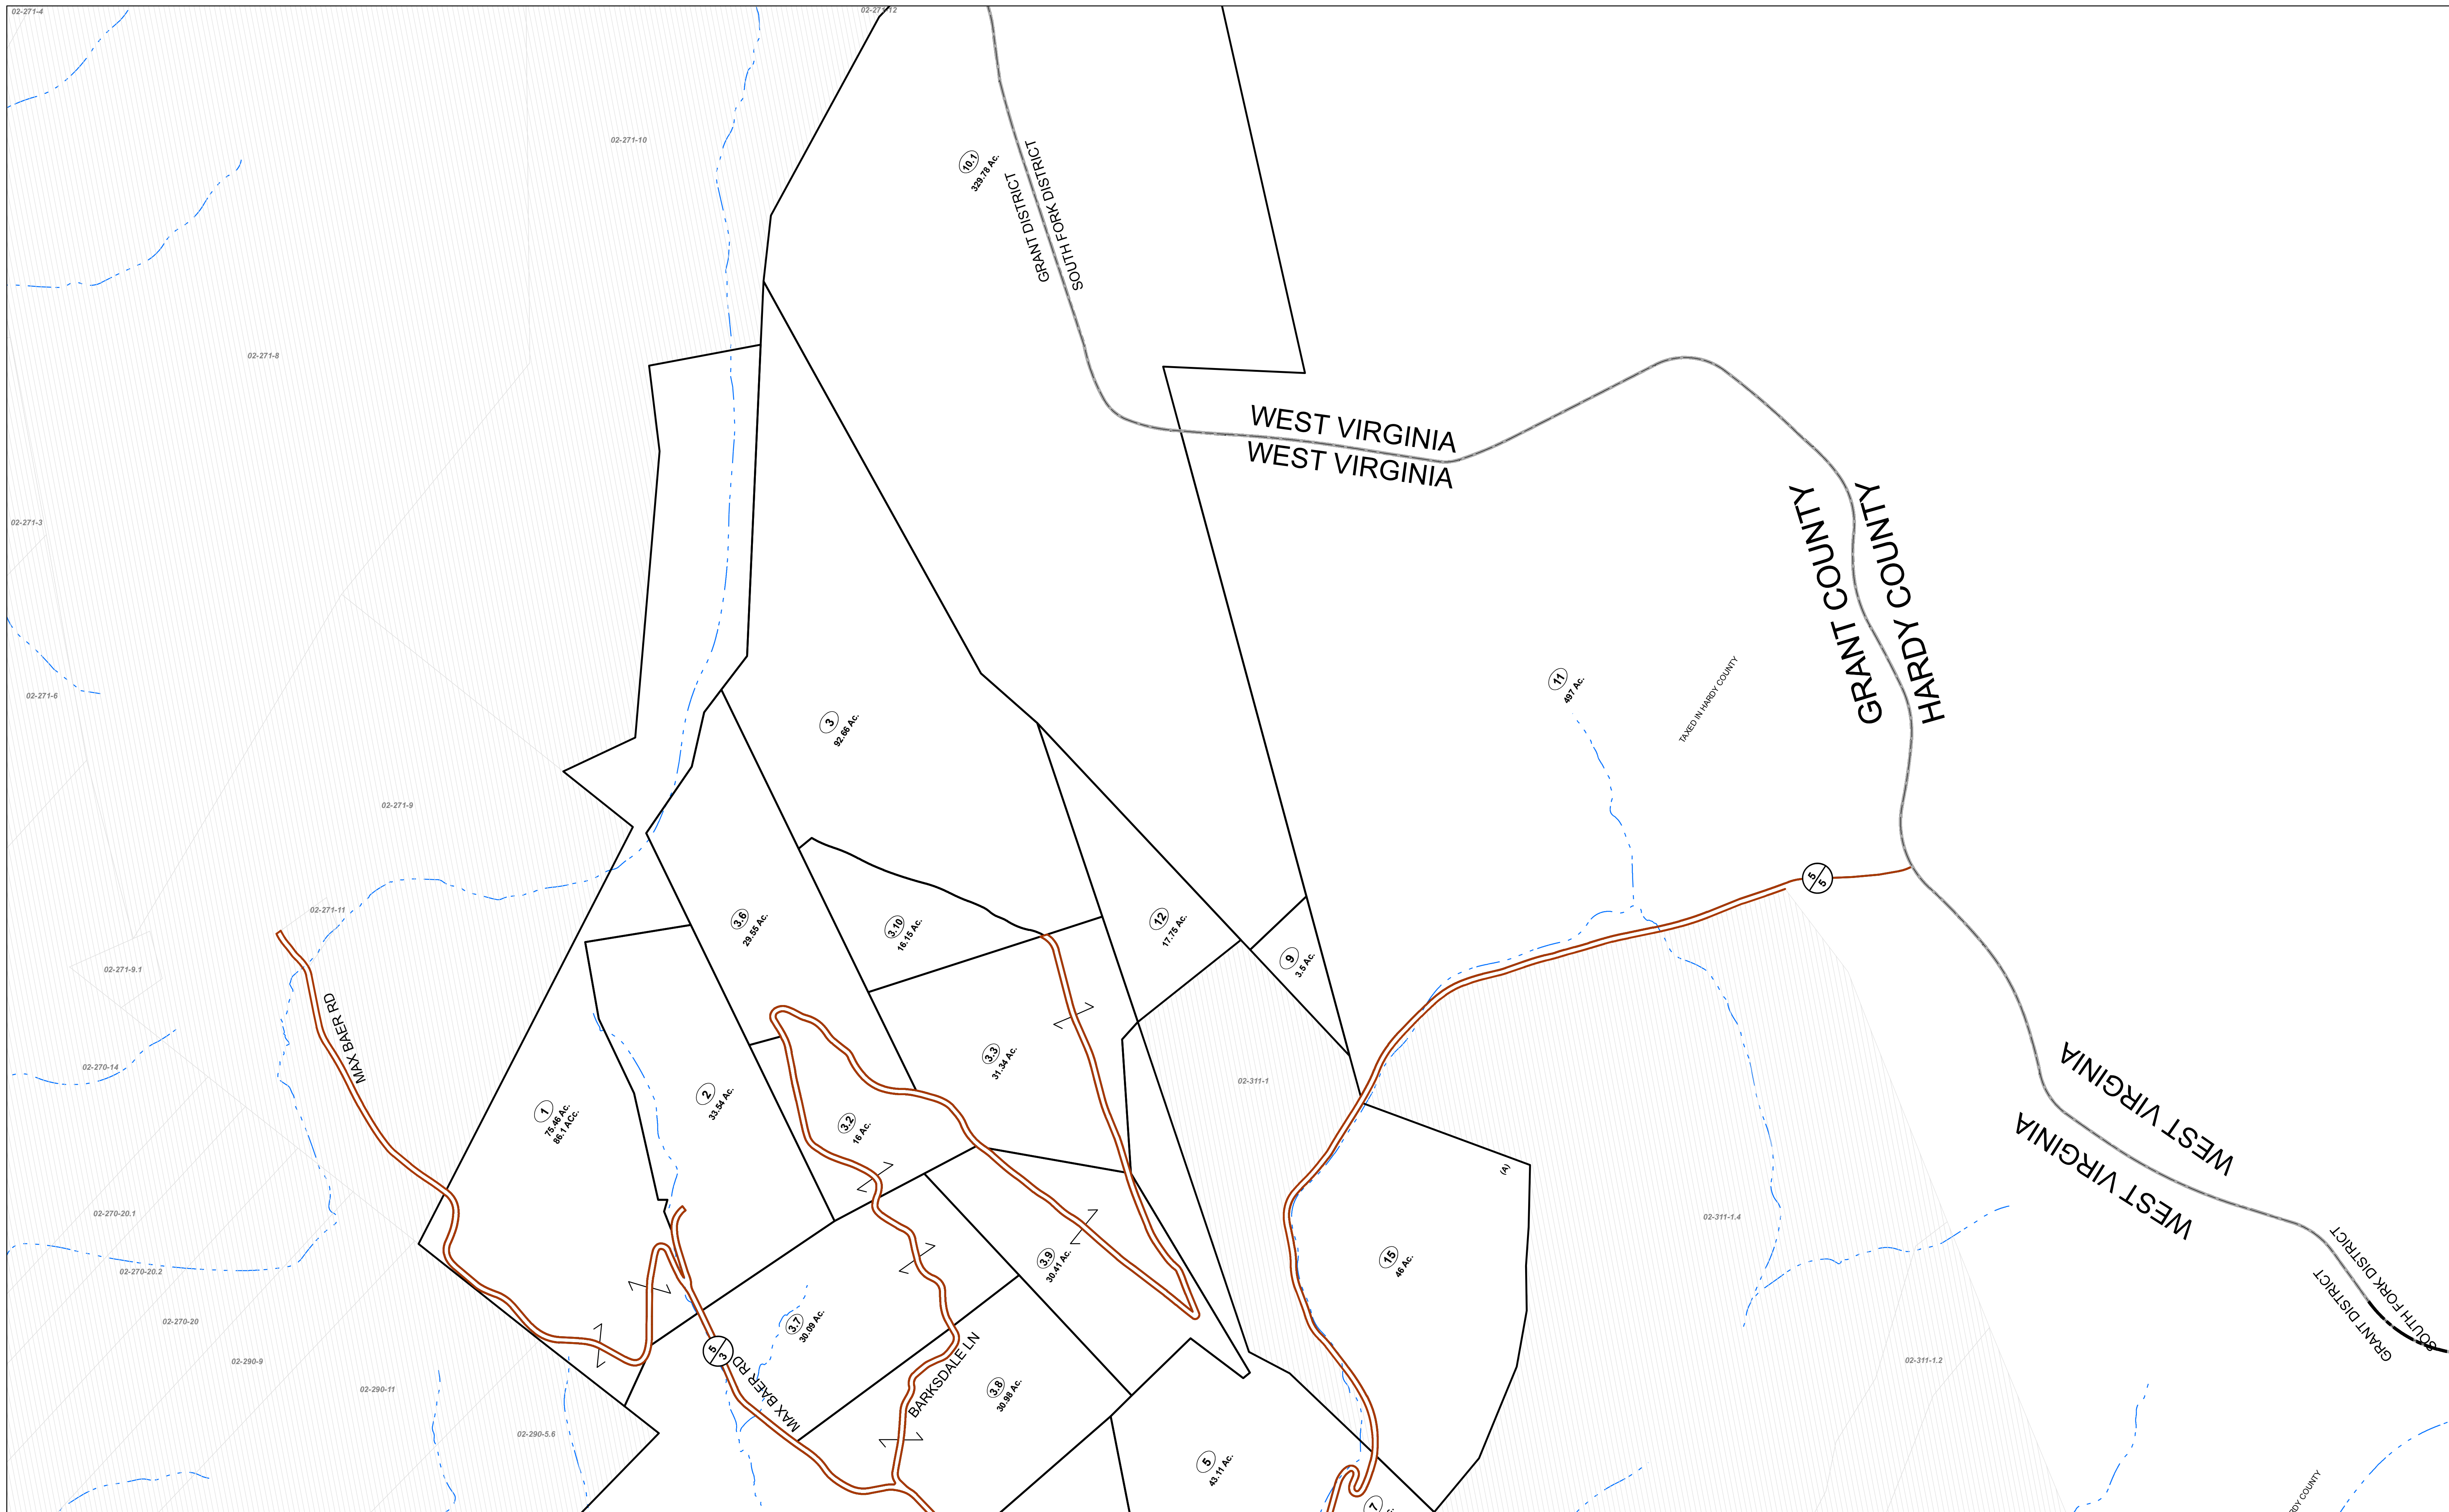 02-271-4
02-271-12
02-271-10
10.1
329.78 Ac.
GRANT DISTRICT
SOUTH FORK DISTRICT
02-271-8
WEST VIRGINIA
WEST VIRGINIA
02-271-3
GRANT COUNTY
HARDY COUNTY
02-271-6
3
92.66 Ac.
11
497 Ac.
TAXED IN HARDY COUNTY
02-271-9
5
5
02-271-11
3.6
29.55 Ac.
3.10
16.15 Ac.
12
17.75 Ac.
9
3.5 Ac.
02-271-9.1
MAX BAER RD
02-270-14
1
75.46 Ac.
86.1 ACc.
2
33.54 Ac.
3.2
16 Ac.
3.3
31.34 Ac.
02-311-1
WEST VIRGINIA
WEST VIRGINIA
(A)
02-270-20.1
02-311-1.4
02-270-20.2
3.9
30.41 Ac.
15
46 Ac.
SOUTH FORK DISTRICT
GRANT DISTRICT
02-270-20
3.7
30.09 Ac.
5
3
MAX BAER RD
BARKSDALE LN
02-290-9
02-290-11
3.8
30.98 Ac.
02-311-1.2
02-290-5.6
5
43.11 Ac.
7
RDY COUNTY